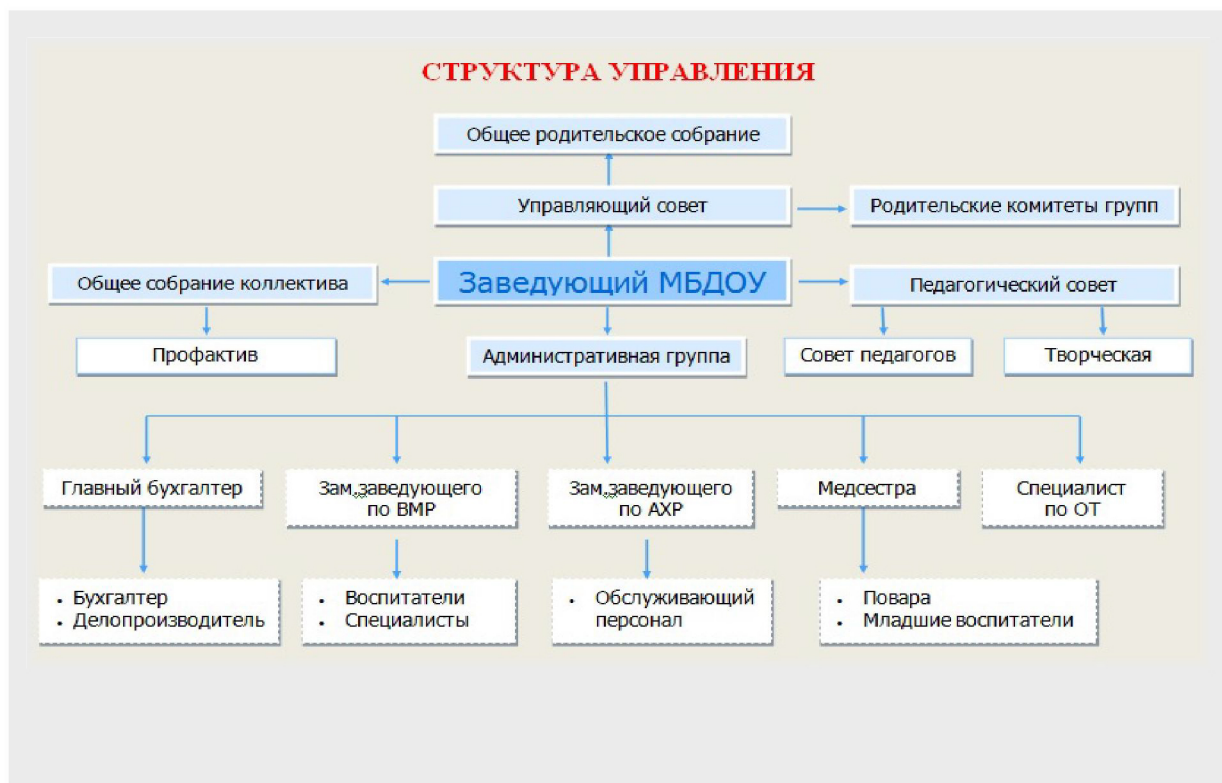 СТРУКТУРА УПРАВЛЕНИЯ
Общее родительское собрание
Управляющий совет
Родительские комитеты групп
Общее собрание коллектива
Заведующий МБДОУ
Педагогический совет
Профактив
Административная группа
Совет педагогов
Творческая
Главный бухгалтер
Зам.заведующего
по ВМР
Зам.заведующего
по АХР
Медсестра
Специалист
по ОТ
• Бухгалтер
• Делопроизводитель
• Воспитатели
• Специалисты
• Обслуживающий
персонал
• Повара
• Младшие воспитатели